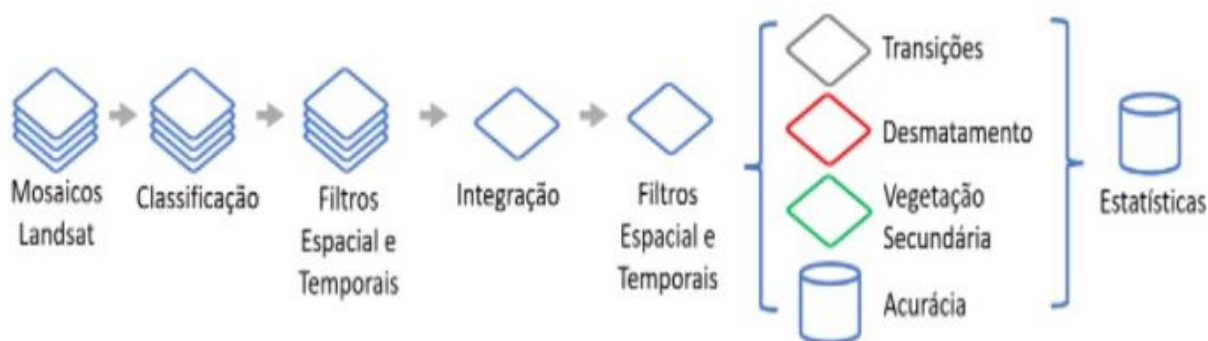 Mosaicos
Landsat
Classificação
Filtros
Espacial e
Temporais
Integração
Filtros
Espacial e
Temporais
Transições
Desmatamento
Vegetação
Secundária
Acurácia
Estatísticas